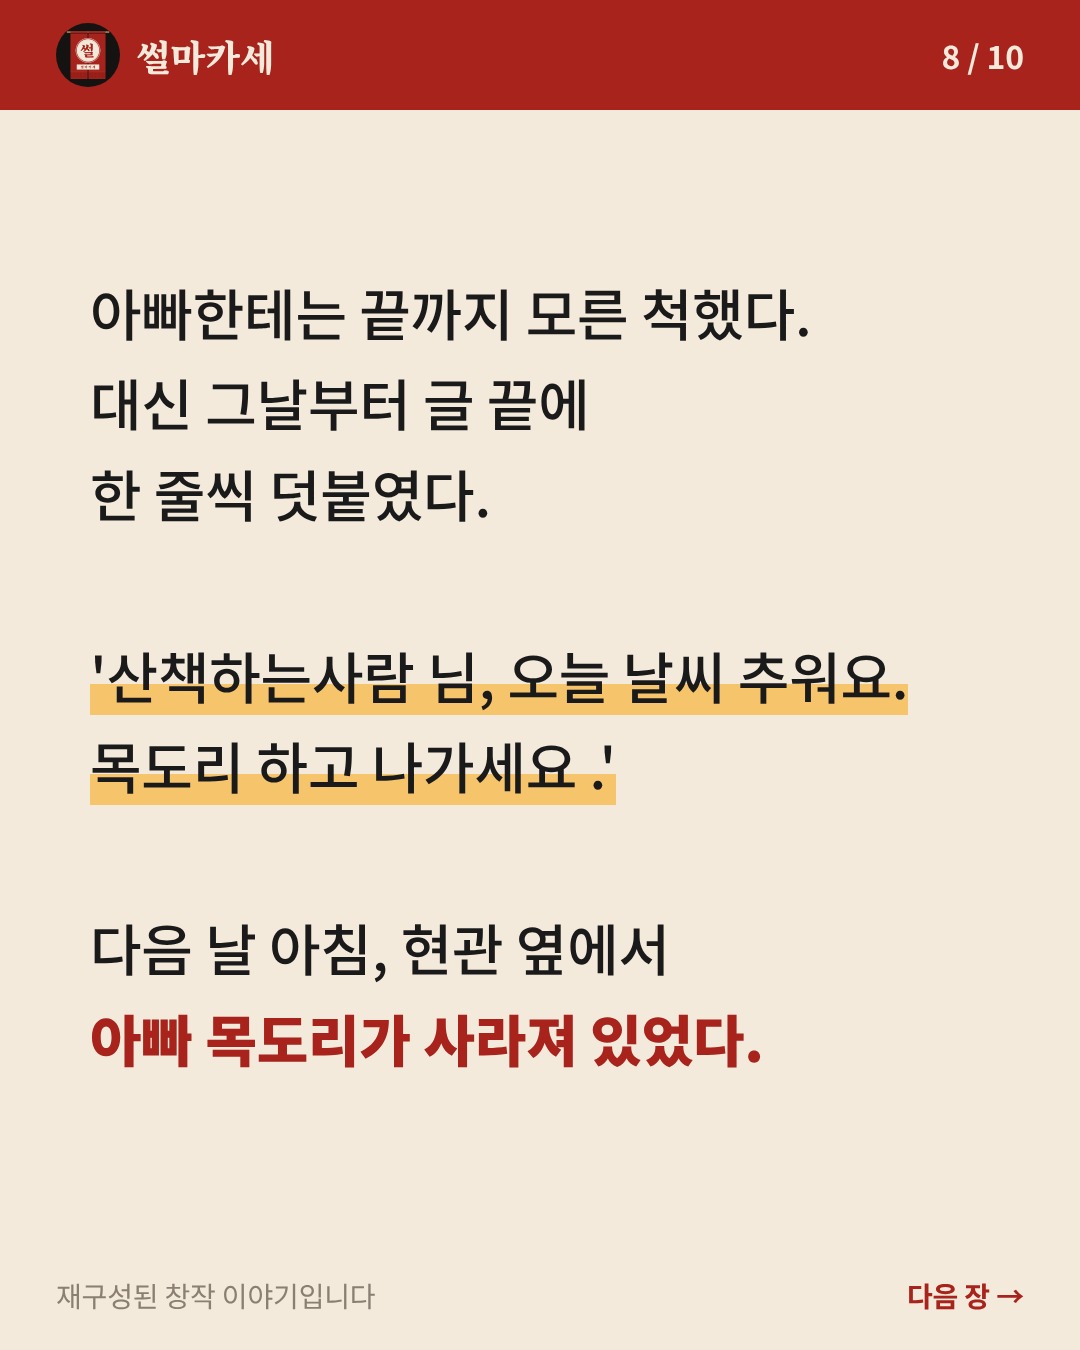 썰
썰마카세
8 / 10
아빠한테는 끝까지 모른 척했다.
대신 그날부터 글 끝에
한 줄씩 덧붙였다.
'산책하는사람 님, 오늘 날씨 추워요.
목도리 하고 나가세요 .'
다음 날 아침, 현관 옆에서
아빠 목도리가 사라져 있었다.
재구성된 창작 이야기입니다
다음 장 →